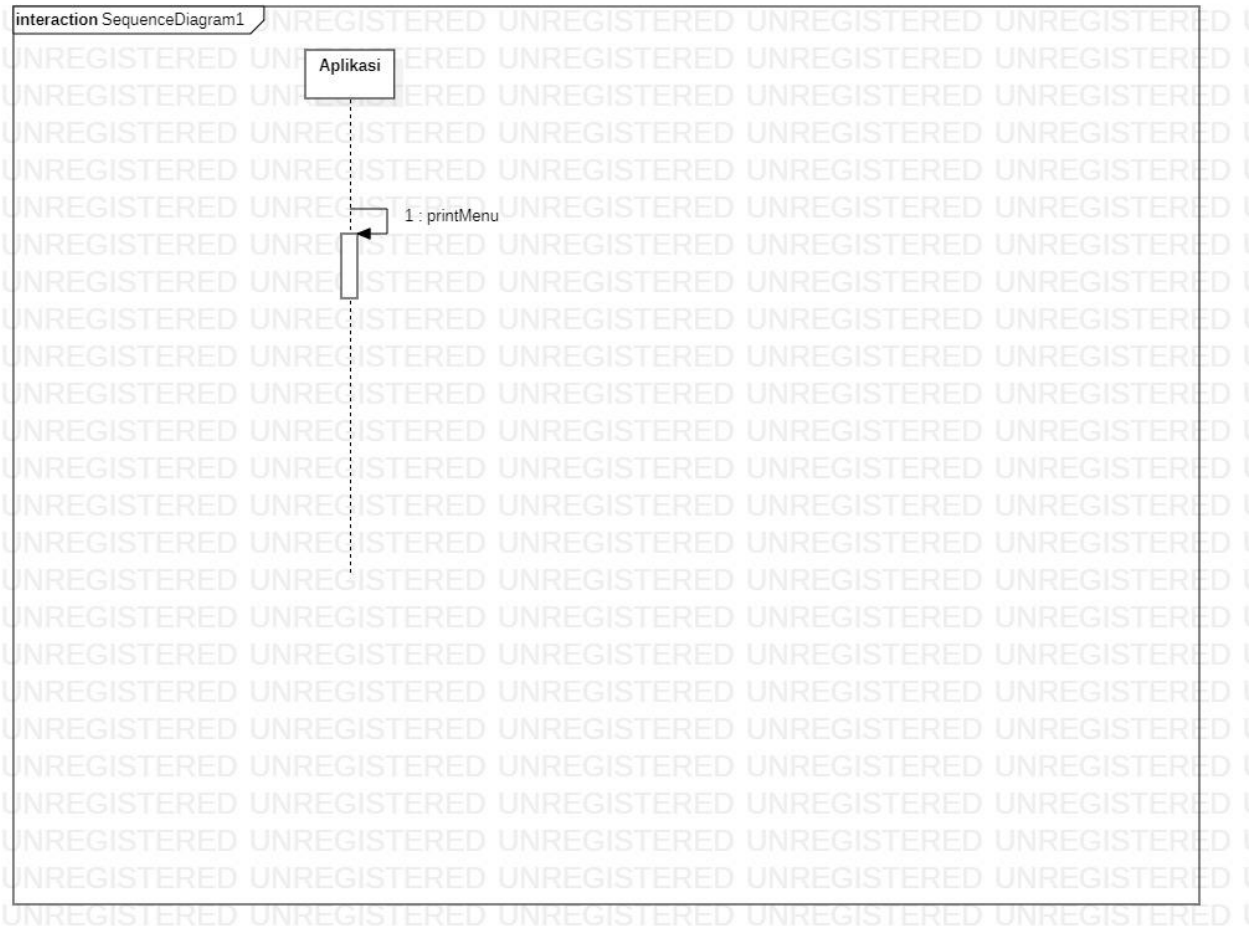 interaction SequenceDiagram1
Aplikasi
1 : printMenu
UNREGISTERED UNREGISTERED UNREGISTERED UNREGISTERED UNREGISTERED